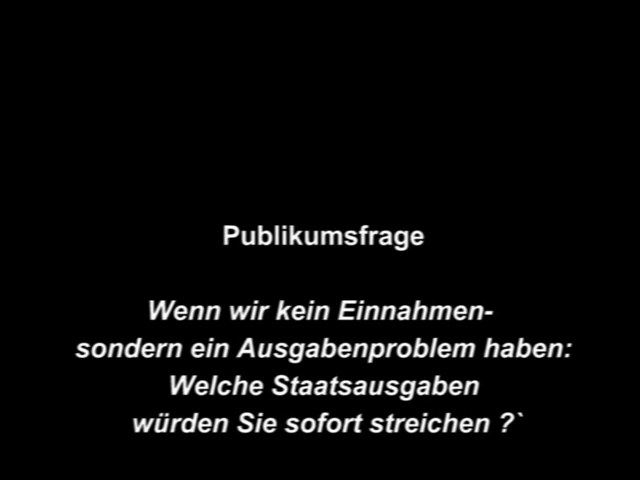 Publikumsfrage
Wenn wir kein Einnahmen-
sondern ein Ausgabenproblem haben:
Welche Staatsausgaben
würden Sie sofort streichen ?`